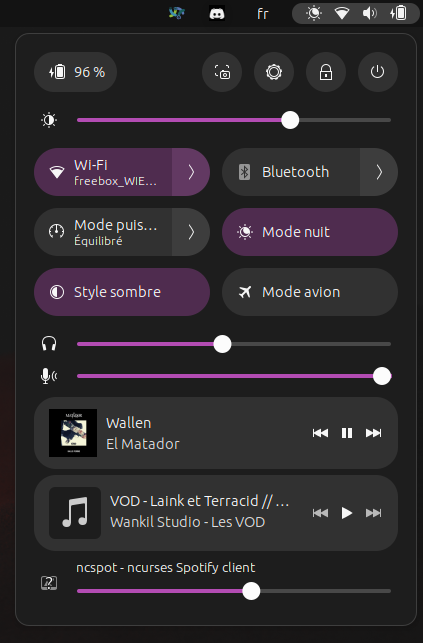 fr
96 %
WI-FI
freebox_WIE…
Bluetooth
Mode puis…
Équilibré
Mode nuit
Style sombre
Mode avion
Wallen
El Matador
VOD - Laink et Terracid // …
Wankil Studio - Les VOD
ncspot - ncurses Spotify client